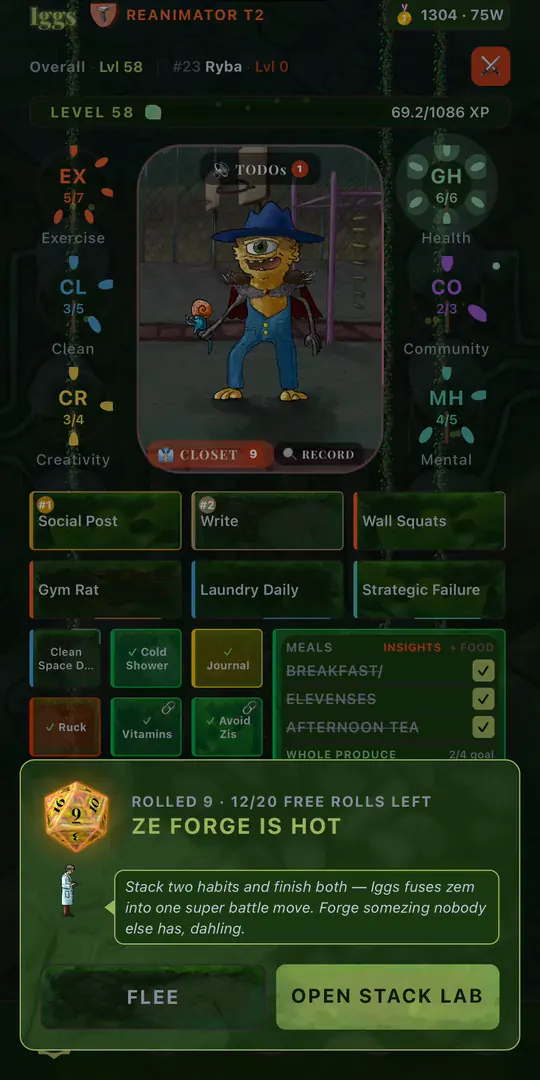 Iggs REANIMATOR T2 1304 · 75W
Overall · Lvl 58 #23 Ryba · Lvl 0
LEVEL 58 69.2/1086 XP
TODOs 1
EX
5/7
Exercise
GH
6/6
Health
CL
3/5
Clean
CO
2/3
Community
CR
3/4
Creativity
MH
4/5
Mental
CLOSET 9 RECORD
#1
Social Post
#2
Write
Wall Squats
Gym Rat
Laundry Daily
Strategic Failure
Clean
Space D...
✓ Cold
Shower
✓
Journal
MEALS INSIGHTS + FOOD
BREAKFAST/
ELEVENSES
AFTERNOON TEA
WHOLE PRODUCE 2/4 goal
✓ Ruck
✓
Vitamins
✓ Avoid
Zis
16 10
9
ROLLED 9 · 12/20 FREE ROLLS LEFT
ZE FORGE IS HOT
Stack two habits and finish both — Iggs fuses zem
into one super battle move. Forge somezing nobody
else has, dahling.
FLEE
OPEN STACK LAB